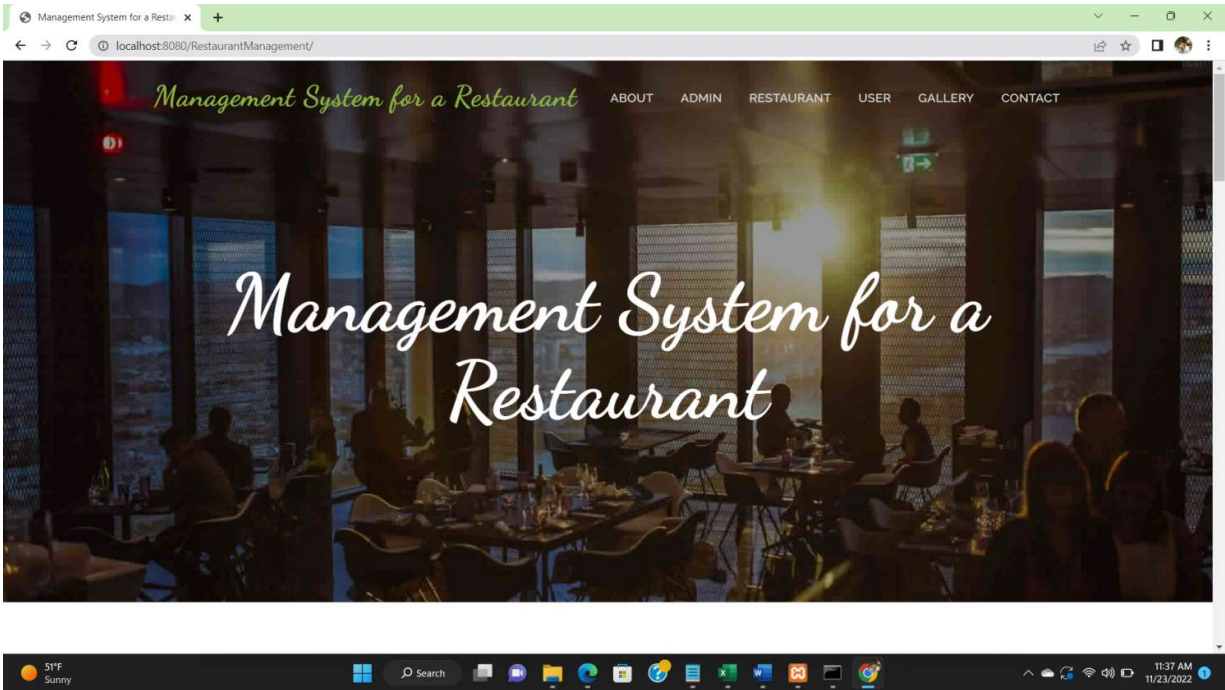 Management System for a Resta
localhost:8080/RestaurantManagement/
Management System for a Restaurant ABOUT ADMIN RESTAURANT USER GALLERY CONTACT
Management System for a
Restaurant
51°F
Sunny
Search
11:37 AM
11/23/2022
1